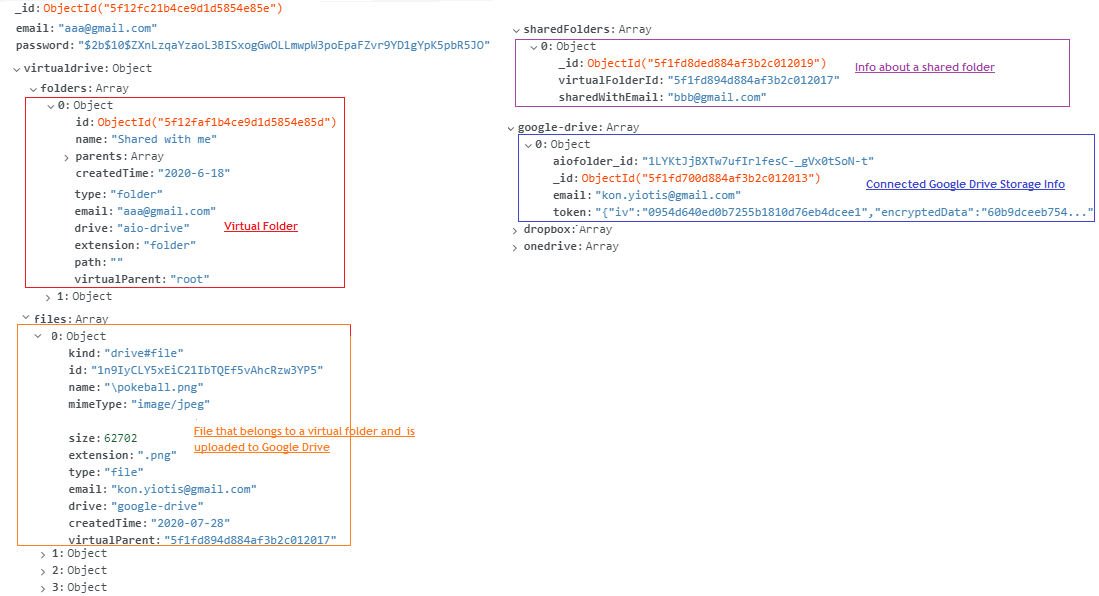 _id: ObjectId("5f12fc21b4ce9d1d5854e85e")
email: "aaa@gmail.com"
password: "$2b$10$ZXnLzqaYzaoL3BISxogGwOLLmwpW3poEpaFZvr9YD1gYpK5pbR5JO"
virtualdrive: Object
folders: Array
0: Object
id: ObjectId("5f12faf1b4ce9d1d5854e85d")
name: "Shared with me"
parents: Array
createdTime: "2020-6-18"
type: "folder"
email: "aaa@gmail.com"
drive: "aio-drive"
Virtual Folder
extension: "folder"
path: ""
virtualParent: "root"
1: Object
files: Array
0: Object
kind: "drive#file"
id: "1n9IyCLY5xEiC21IbTQEf5vAhcRzw3YP5"
name: "\pokeball.png"
mimeType: "image/jpeg"
File that belongs to a virtual folder and is
uploaded to Google Drive
size: 62702
extension: ".png"
type: "file"
email: "kon.yiotis@gmail.com"
drive: "google-drive"
createdTime: "2020-07-28"
virtualParent: "5f1fd894d884af3b2c012017"
1: Object
2: Object
3: Object
sharedFolders: Array
0: Object
_id: ObjectId("5f1fd8ded884af3b2c012019")
Info about a shared folder
virtualFolderId: "5f1fd894d884af3b2c012017"
sharedWithEmail: "bbb@gmail.com"
google-drive: Array
0: Object
aiofolder_id: "1LYKtJjBXTw7ufIrlfesC-_gVx0tSoN-t"
_id: ObjectId("5f1fd700d884af3b2c012013")
Connected Google Drive Storage Info
email: "kon.yiotis@gmail.com"
token: "{"iv":"0954d640ed0b7255b1810d76eb4dcee1","encryptedData":"60b9dceeb754..."
dropbox: Array
onedrive: Array